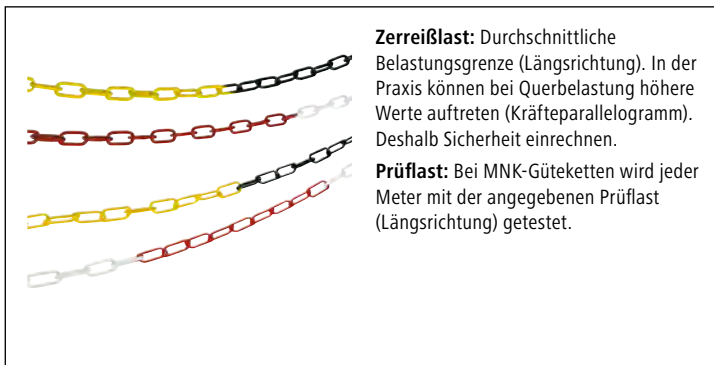 Zerreißlast: Durchschnittliche
Belastungsgrenze (Längsrichtung). In der
Praxis können bei Querbelastung höhere
Werte auftreten (Kräfteparallelogramm).
Deshalb Sicherheit einrechnen.
Prüflast: Bei MNK-Güteketten wird jeder
Meter mit der angegebenen Prüflast
(Längsrichtung) getestet.